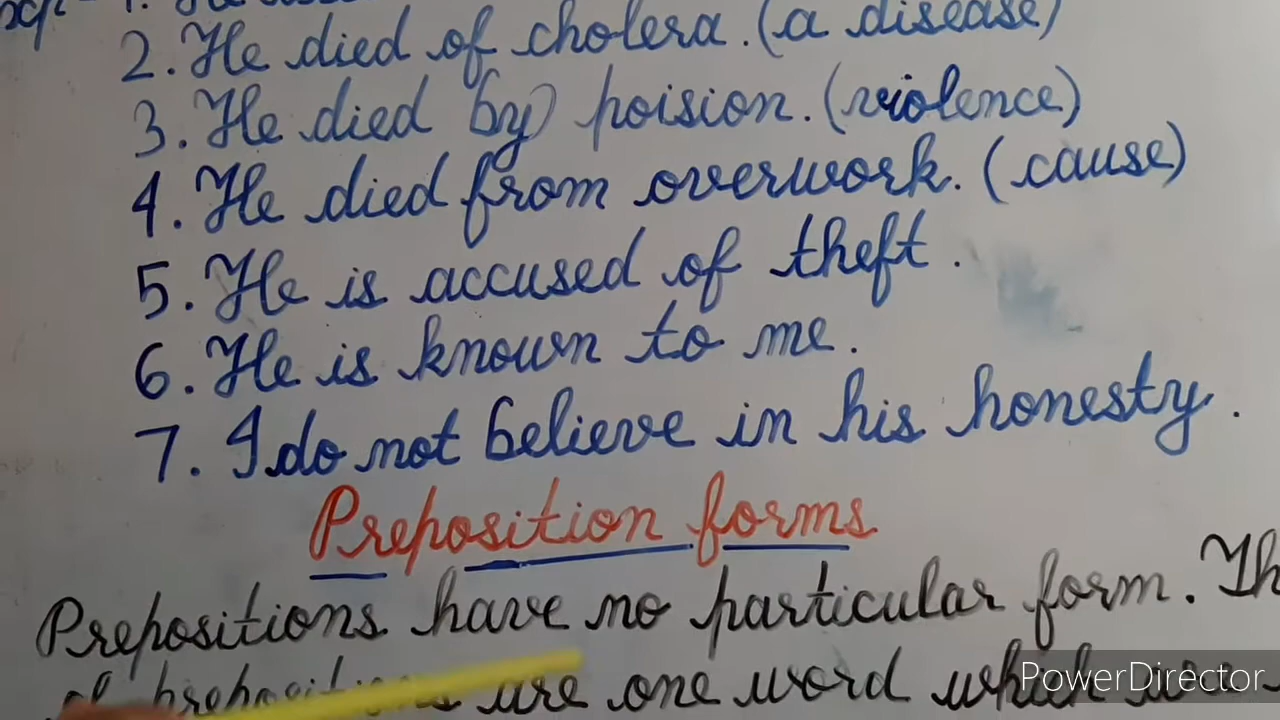 2. He died of cholera. (a disease)
3. He died by poision. (violence)
4. He died from overwork. (cause)
5. He is accused of theft.
6. He is known to me.
7. I do not believe in his honesty.
Preposition forms
Prepositions have no particular form. Th
are one word which
PowerDirector